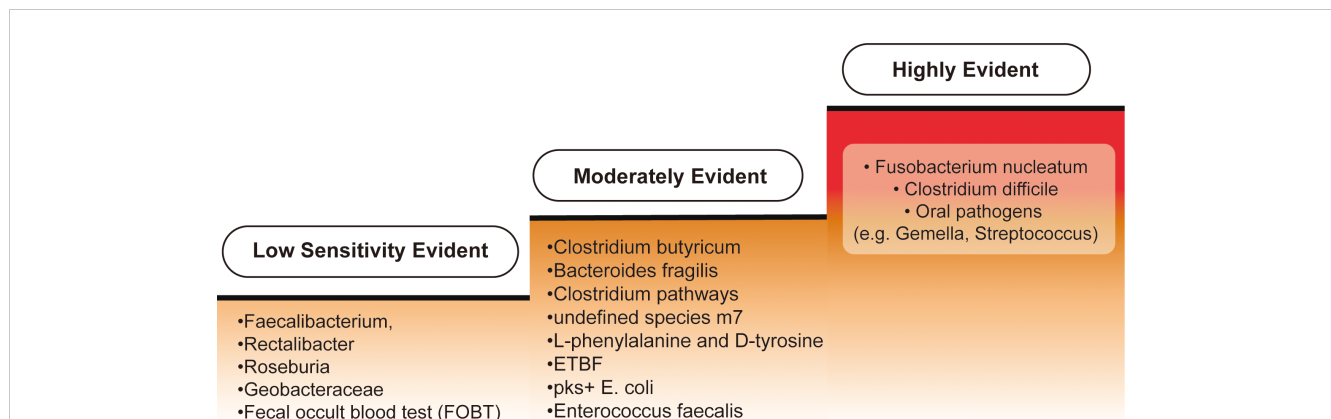 Highly Evident
• Fusobacterium nucleatum
• Clostridium difficile
• Oral pathogens
(e.g. Gemella, Streptococcus)
Moderately Evident
•Clostridium butyricum
•Bacteroides fragilis
•Clostridium pathways
•undefined species m7
•L-phenylalanine and D-tyrosine
•ETBF
•pks+ E. coli
•Enterococcus faecalis
Low Sensitivity Evident
•Faecalibacterium,
•Rectalibacter
•Roseburia
•Geobacteraceae
•Fecal occult blood test (FOBT)